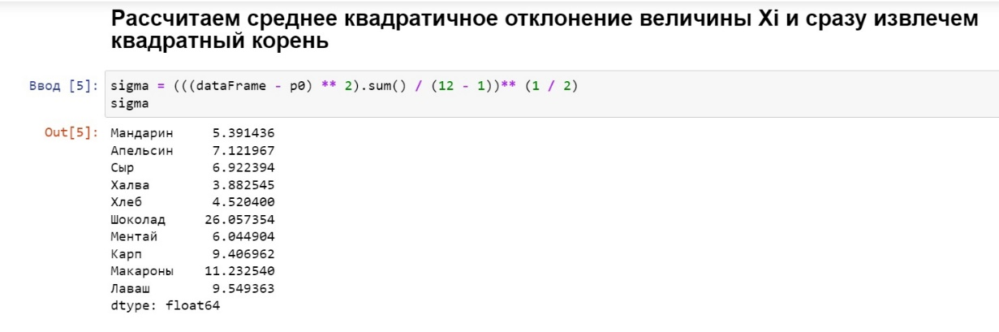 Рассчитаем среднее квадратичное отклонение величины Xi и сразу извлечем
квадратный корень
Ввод [5]: sigma = (((dataFrame - p0) ** 2).sum() / (12 - 1))** (1 / 2)
sigma
Out[5]: Мандарин 5.391436
Апельсин 7.121967
Сыр 6.922394
Халва 3.882545
Хлеб 4.520400
Шоколад 26.057354
Ментай 6.044904
Карп 9.406962
Макароны 11.232540
Лаваш 9.549363
dtype: float64